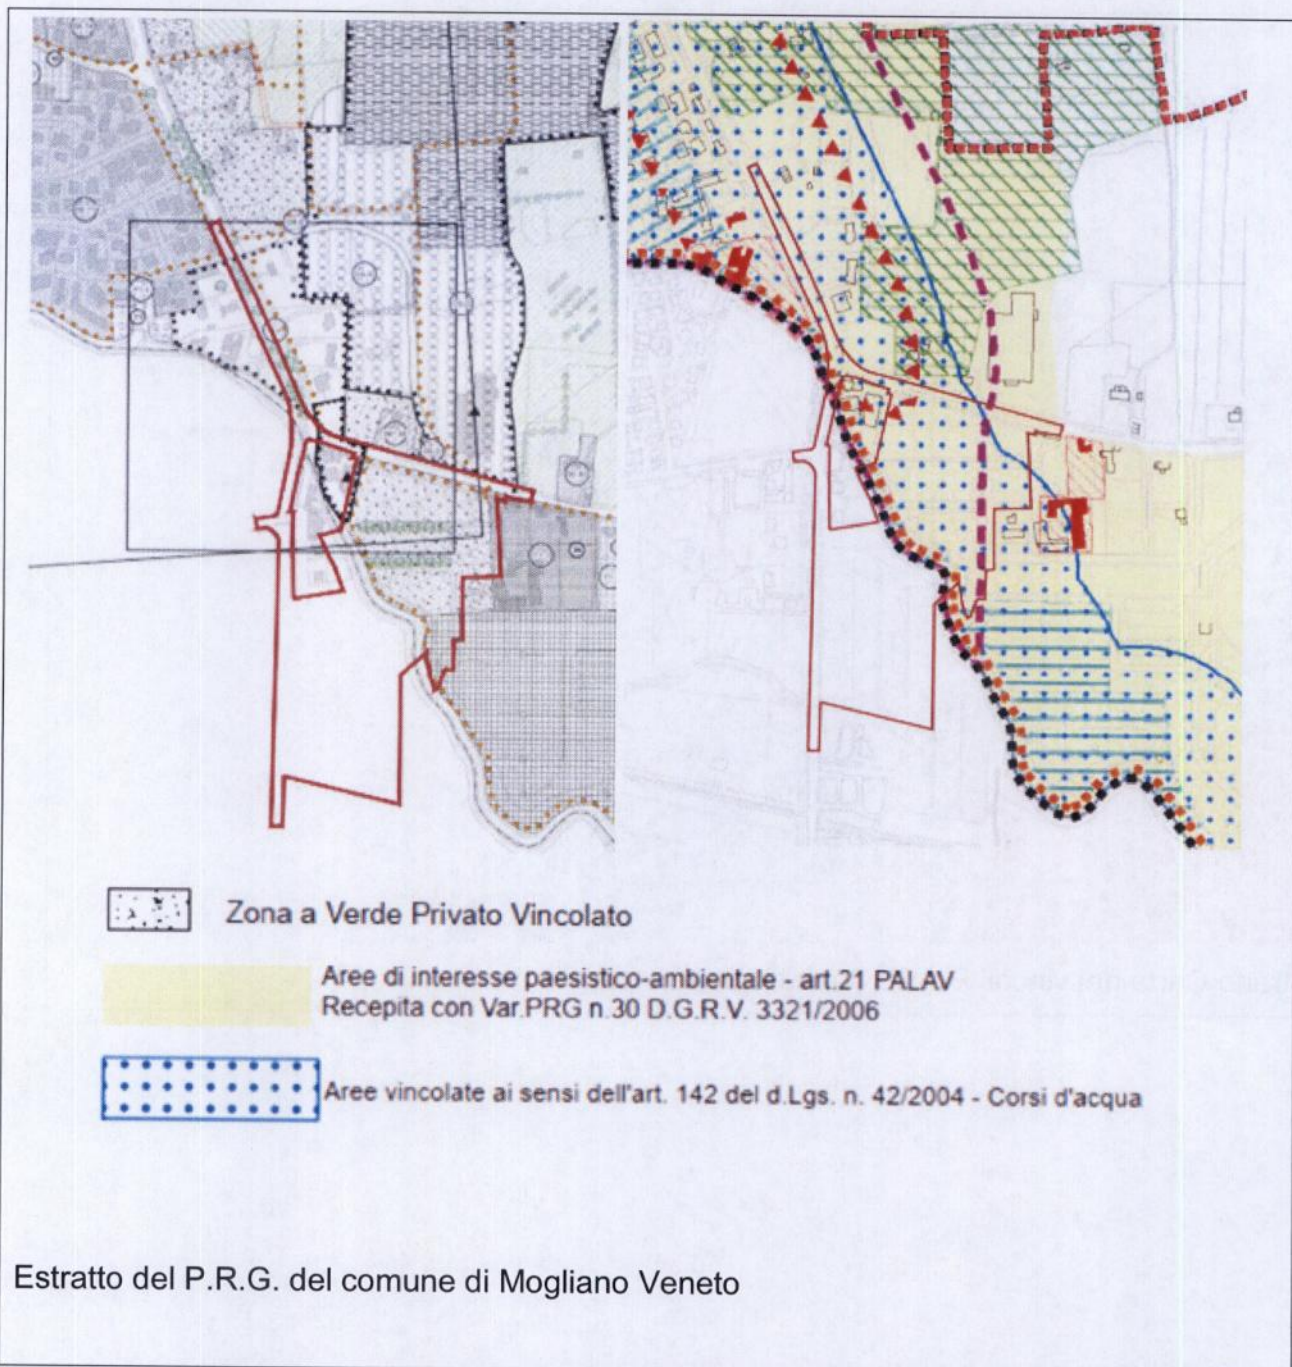 Zona a Verde Privato Vincolato
Aree di interesse paesistico-ambientale - art.21 PALAV
Recepita con Var.PRG n.30 D.G.R.V. 3321/2006
Aree vincolate ai sensi dell'art. 142 del d.Lgs. n. 42/2004 - Corsi d'acqua
Estratto del P.R.G. del comune di Mogliano Veneto